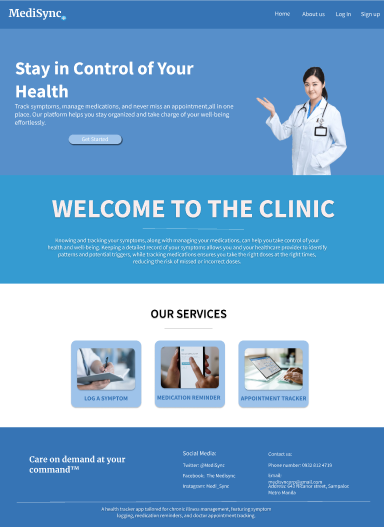 MediSync
Home
About us
Log in
Sign up
Stay in Control of Your
Health
Track symptoms, manage medications, and never miss an appointment,all in one
place. Our platform helps you stay organized and take charge of your well-being
effortlessly.
Get Started
WELCOME TO THE CLINIC
Knowing and tracking your symptoms, along with managing your medications, can help you take control of your
health and well-being. Keeping a detailed record of your symptoms allows you and your healthcare provider to identify
patterns and potential triggers, while tracking medications ensures you take the right doses at the right times,
reducing the risk of missed or incorrect doses.
OUR SERVICES
LOG A SYMPTOM
MEDICATION REMINDER
APPOINTMENT TRACKER
Care on demand at your
command™
Social Media:
Twitter: @MediSync
Facebook: The Medisync
Instagram: Medi_Sync
Contact us:
Phone number: 0922 812 4730
Email:
medisynccorp@gmail.com
Address: 643 Nicanor street, Sampaloc
Metro Manila
A health tracker app tailored for chronic illness management, featuring symptom
logging, medication reminders, and doctor appointment tracking.